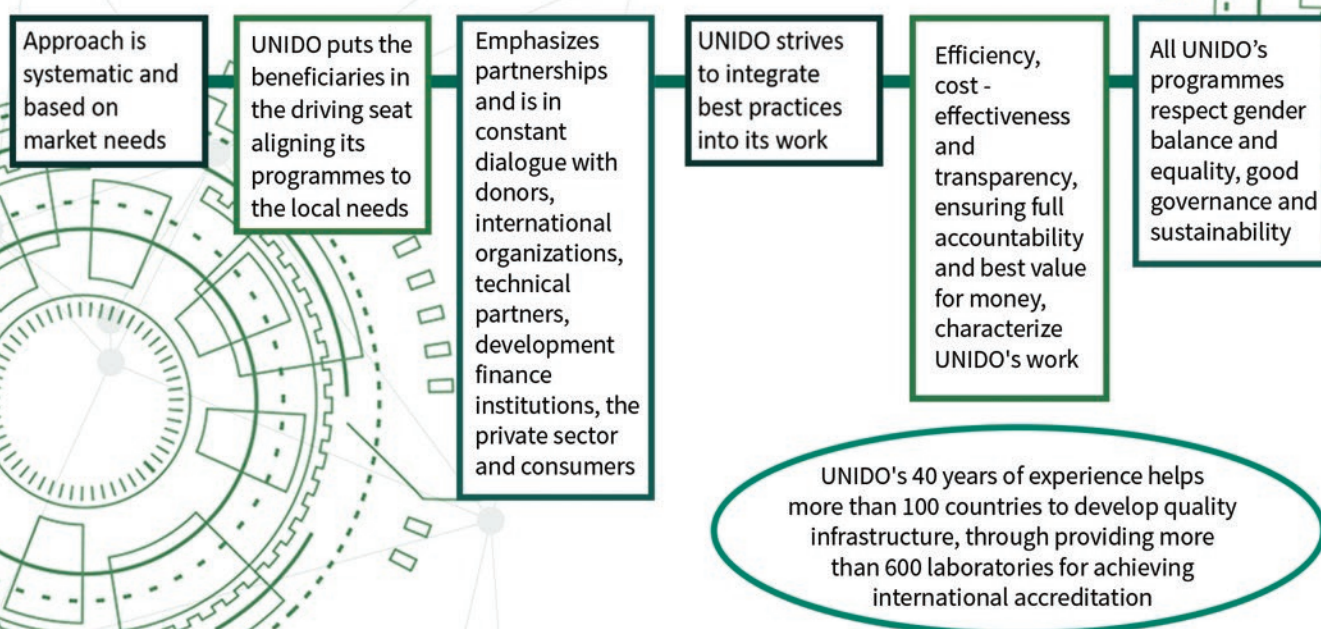 Approach is
systematic and
based on
market needs
UNIDO puts the
beneficiaries in
the driving seat
aligning its
programmes to
the local needs
Emphasizes
partnerships
and is in
constant
dialogue with
donors,
international
organizations,
technical
partners,
development
finance
institutions, the
private sector
and consumers
UNIDO strives
to integrate
best practices
into its work
Efficiency,
cost -
effectiveness
and
transparency,
ensuring full
accountability
and best value
for money,
characterize
UNIDO's work
All UNIDO’s
programmes
respect gender
balance and
equality, good
governance and
sustainability
UNIDO's 40 years of experience helps
more than 100 countries to develop quality
infrastructure, through providing more
than 600 laboratories for achieving
international accreditation